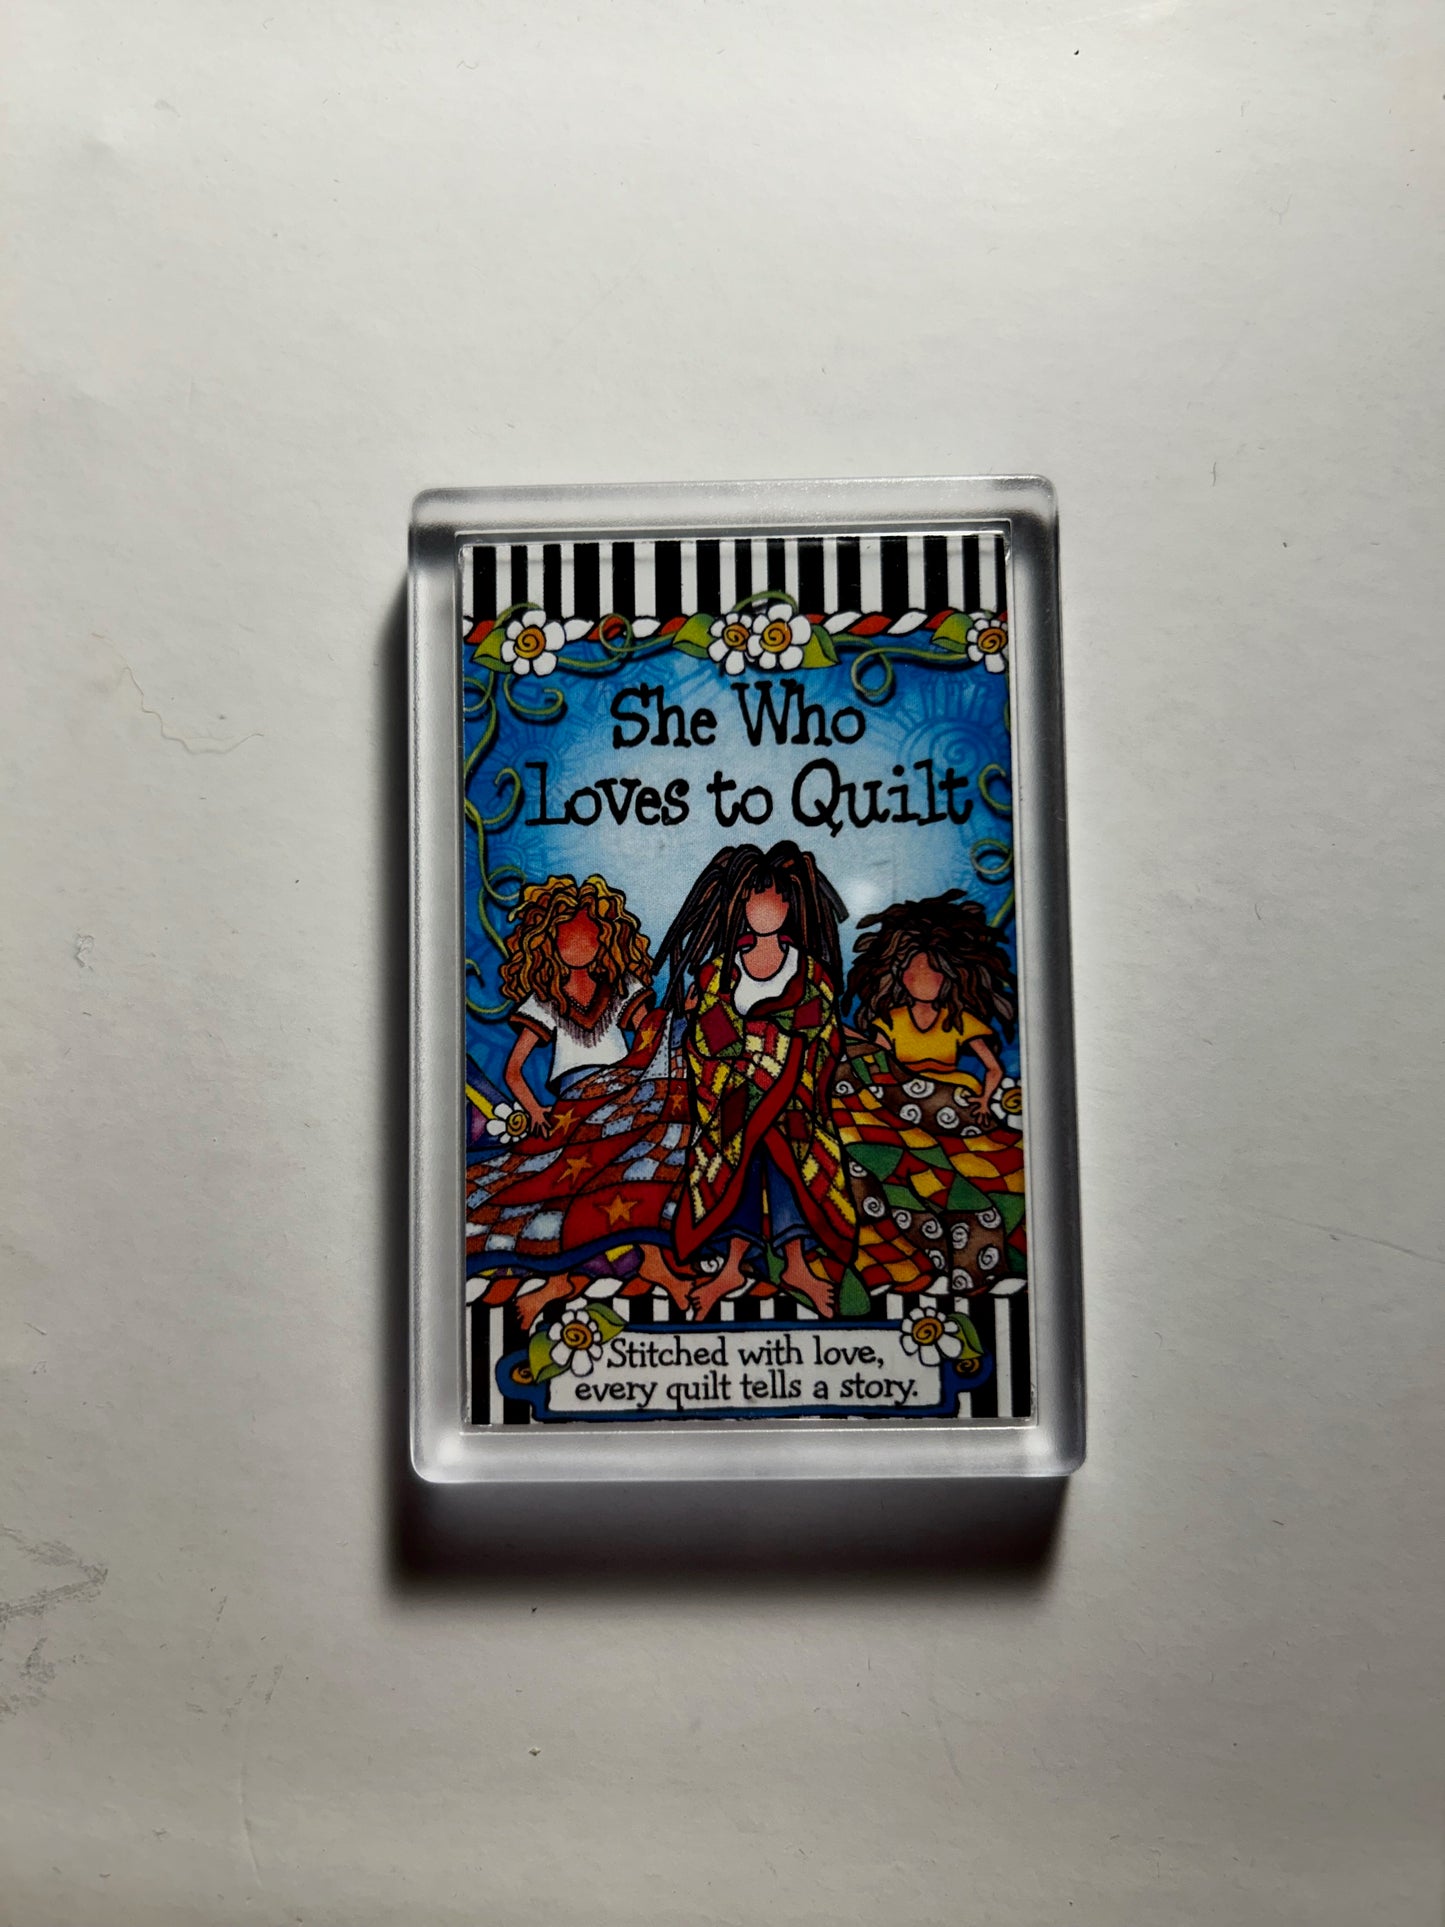 She Who
Loves to Quilt
Stitched with love,
every quilt tells a story.